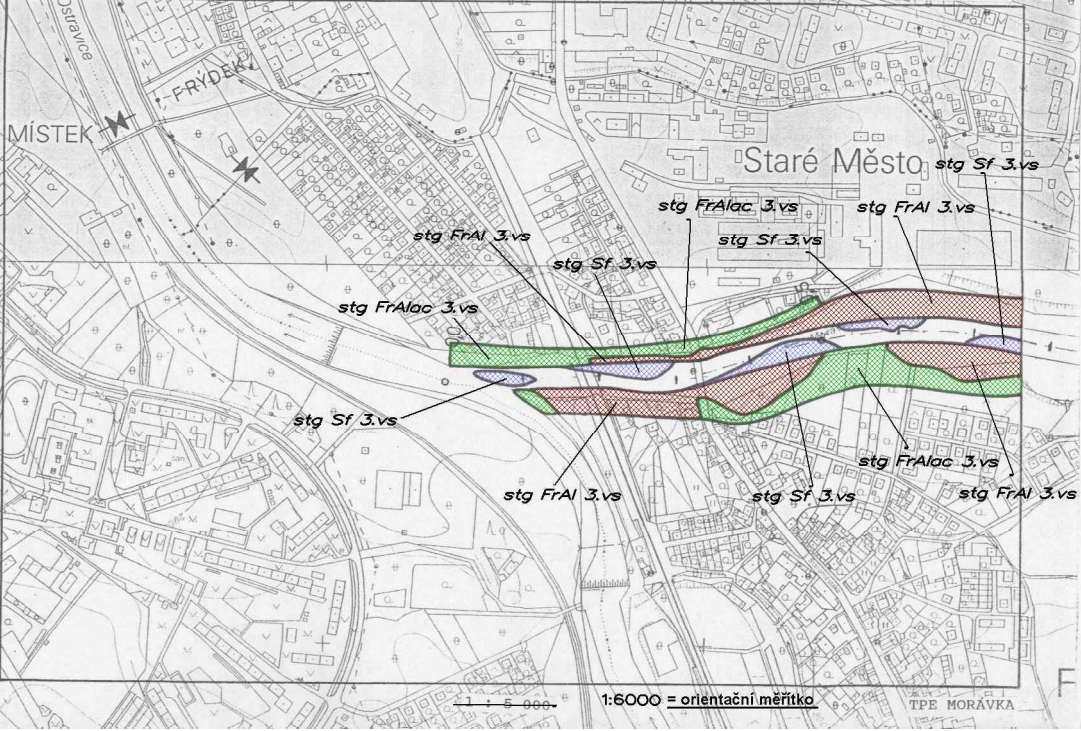 Ostravice
FRÝDEK
MÍSTEK
Staré Město
stg Sf 3.vs
stg FrAlac 3.vs
stg FrAl 3.vs
stg FrAl 3.vs
stg Sf 3.vs
stg Sf 3.vs
stg FrAlac 3.vs
stg Sf 3.vs
stg FrAlac 3.vs
stg FrAl 3.vs
stg Sf 3.vs
stg FrAl 3.vs
1 : 5 000
1:6000 = orientační měřítko
TPE MORÁVKA
F